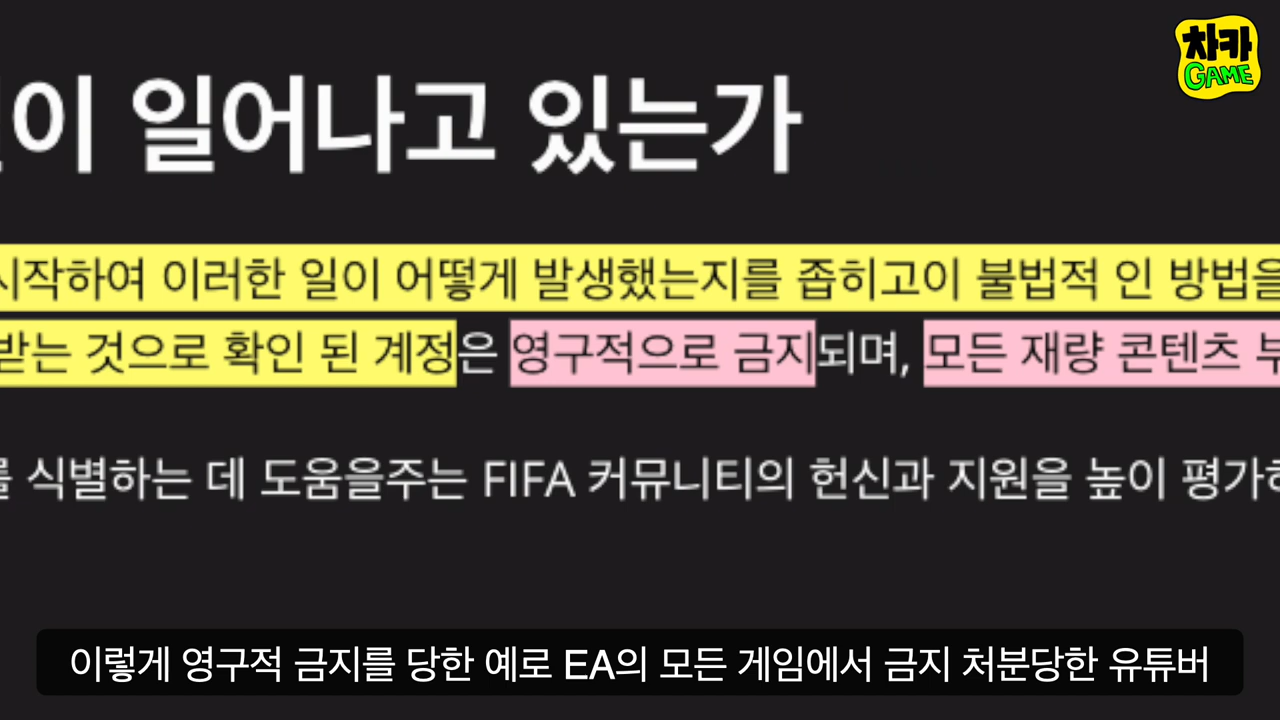 차카
GAME
이 일어나고 있는가
시작하여 이러한 일이 어떻게 발생했는지를 좁히고이 불법적 인 방법을
받는 것으로 확인 된 계정은 영구적으로 금지되며, 모든 재량 콘텐츠
를 식별하는 데 도움을주는 FIFA 커뮤니티의 헌신과 지원을 높이
이렇게 영구적 금지를 당한 예로 EA의 모든 게임에서 금지 처분당한 유튜버